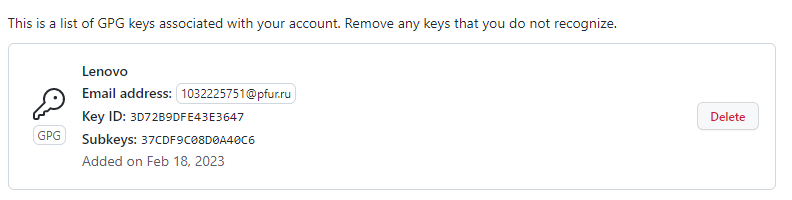 This is a list of GPG keys associated with your account. Remove any keys that you do not recognize.
Lenovo
Email address: 1032225751@pfur.ru
Key ID: 3D72B9DFE43E3647
GPG
Subkeys: 37CDF9C08D0A40C6
Added on Feb 18, 2023
Delete